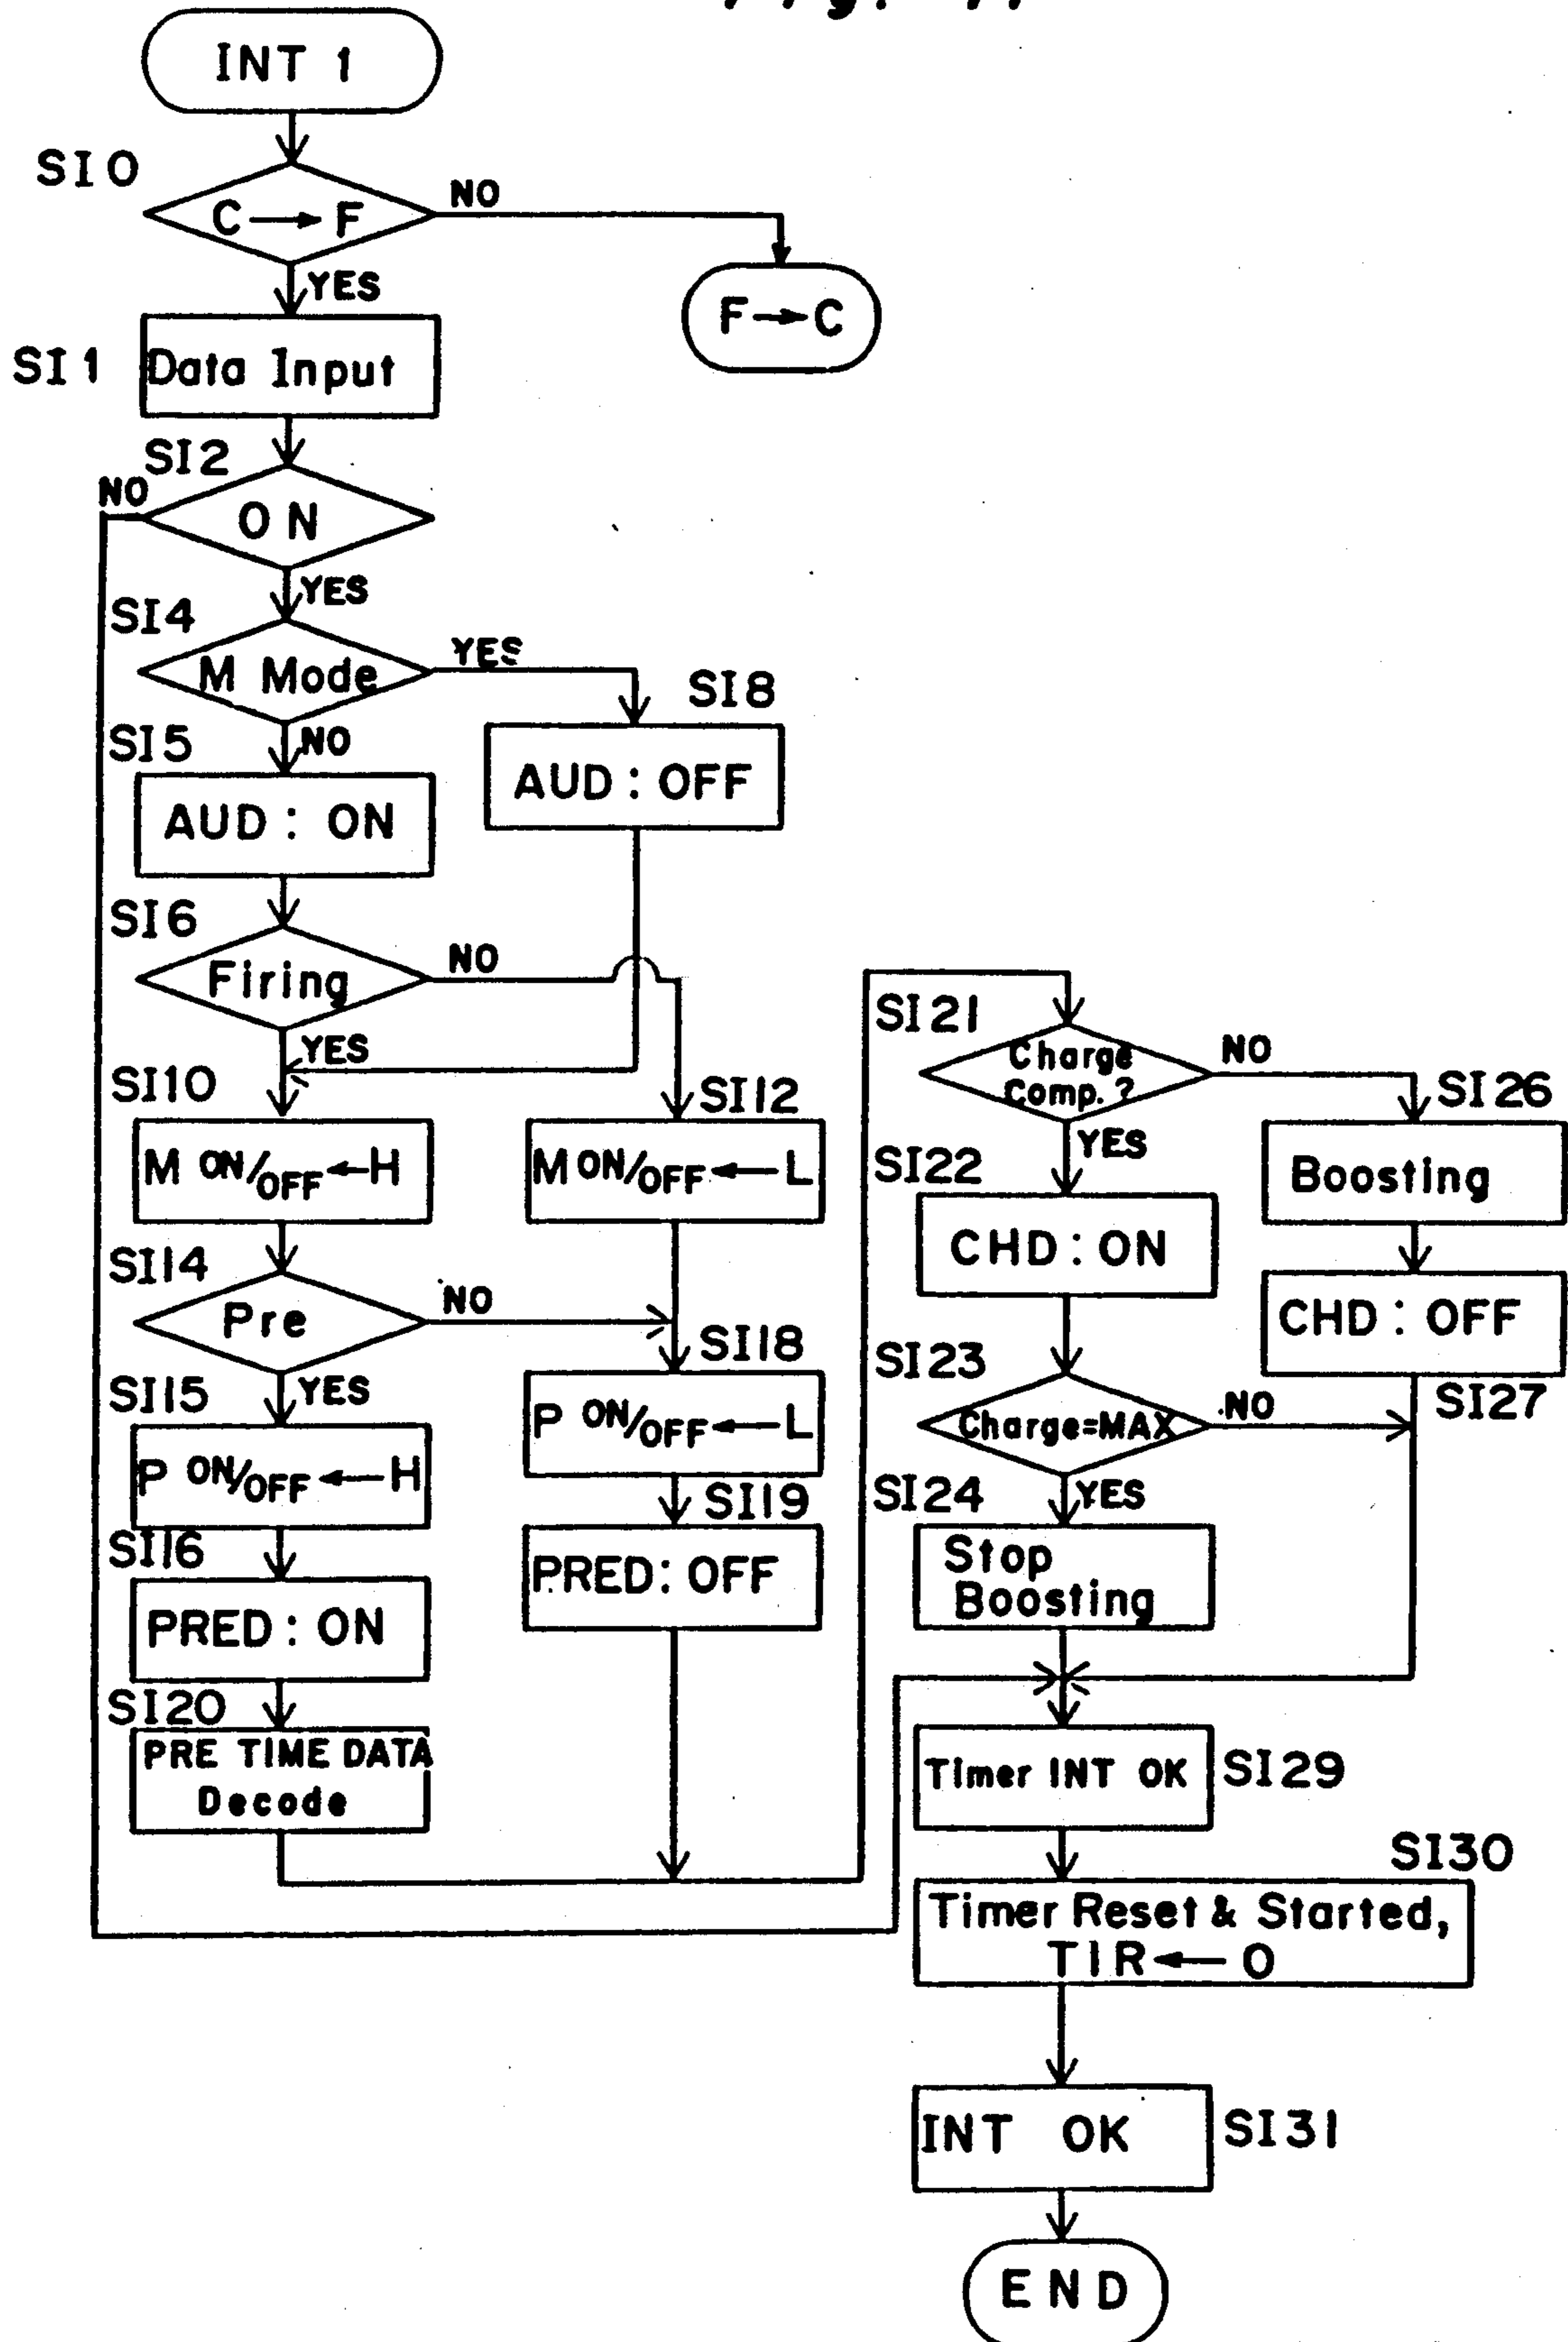 INT 1
SI0
C → F
NO
F → C
YES
SI1
Data Input
SI2
NO
ON
YES
SI4
M Mode
YES
SI8
AUD : OFF
NO
SI5
AUD : ON
SI6
Firing
NO
YES
SI10
M ON/OFF ← H
SI12
M ON/OFF ← L
SI14
Pre
NO
YES
SI15
P ON/OFF ← H
SI16
PRED : ON
SI20
PRE TIME DATA
Decode
SI18
P ON/OFF ← L
SI19
PRED : OFF
SI21
Charge
Comp. ?
NO
YES
SI26
Boosting
CHD : OFF
SI27
SI22
CHD : ON
SI23
Charge=MAX
NO
YES
SI24
Stop
Boosting
Timer INT OK
SI29
SI30
Timer Reset & Started,
TIR ← 0
INT OK
SI31
END